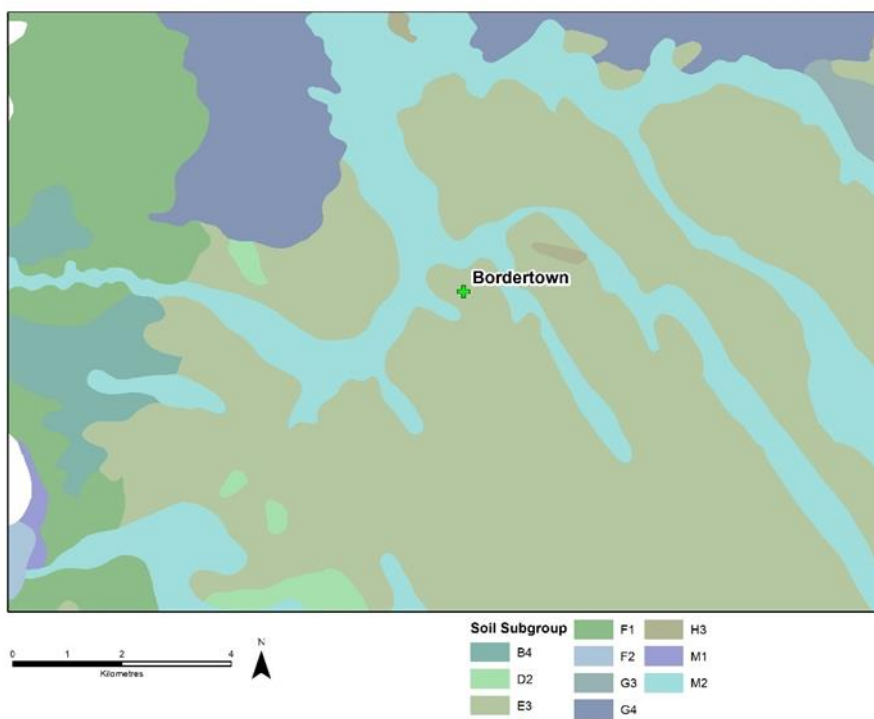 Bordertown
0 1 2 4
Kilometres
N
Soil Subgroup
B4
D2
E3
F1
F2
G3
G4
H3
M1
M2